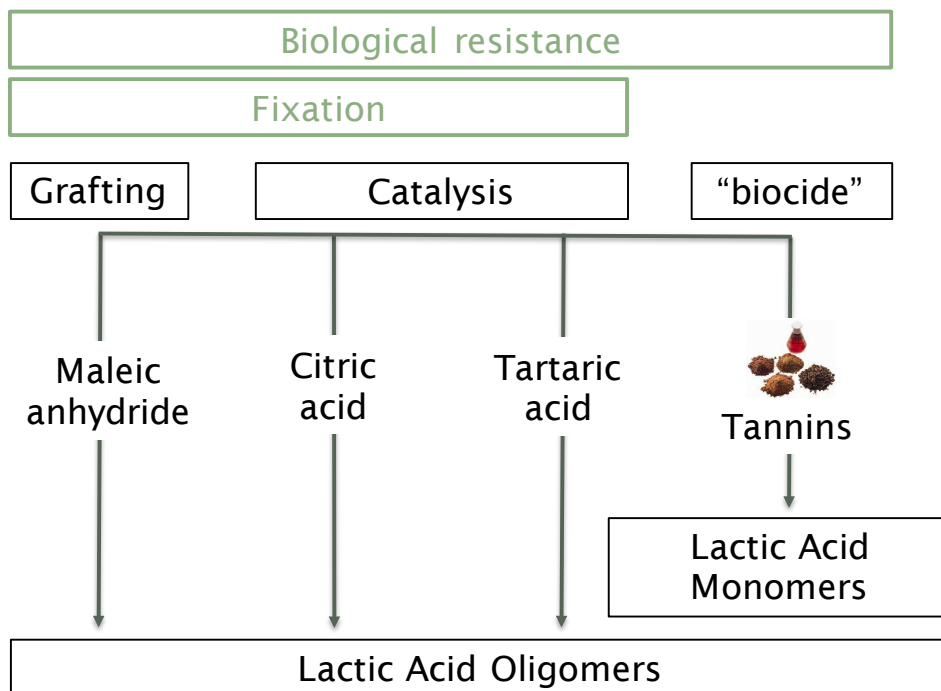 Biological resistance
Fixation
Grafting
Catalysis
“biocide”
Maleic
anhydride
Citric
acid
Tartaric
acid
Tannins
Lactic Acid
Monomers
Lactic Acid Oligomers